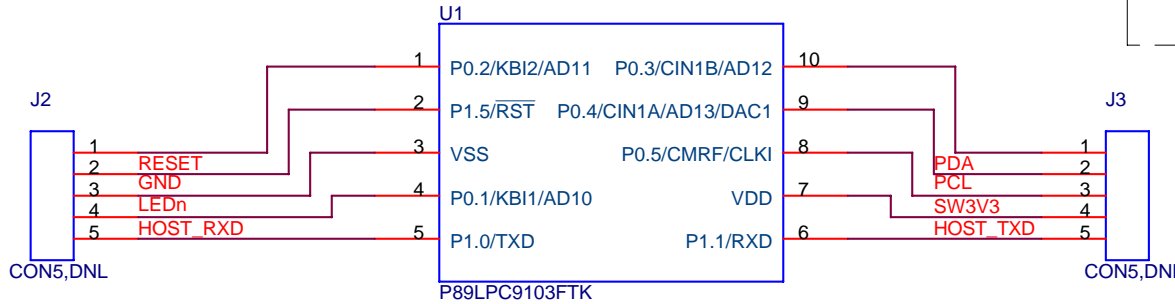 U1
1 P0.2/KBI2/AD11 P0.3/CIN1B/AD12 10
J2
J3
2 P1.5/RST P0.4/CIN1A/AD13/DAC1 9
1 3 VSS P0.5/CMRF/CLKI 8 1
2 RESET PDA 2
3 GND 4 P0.1/KBI1/AD10 VDD 7 PCL 3
4 LEDn SW3V3 4
5 HOST_RXD 5 P1.0/TXD P1.1/RXD 6 HOST_TXD 5
CON5,DNL CON5,DNL
P89LPC9103FTK